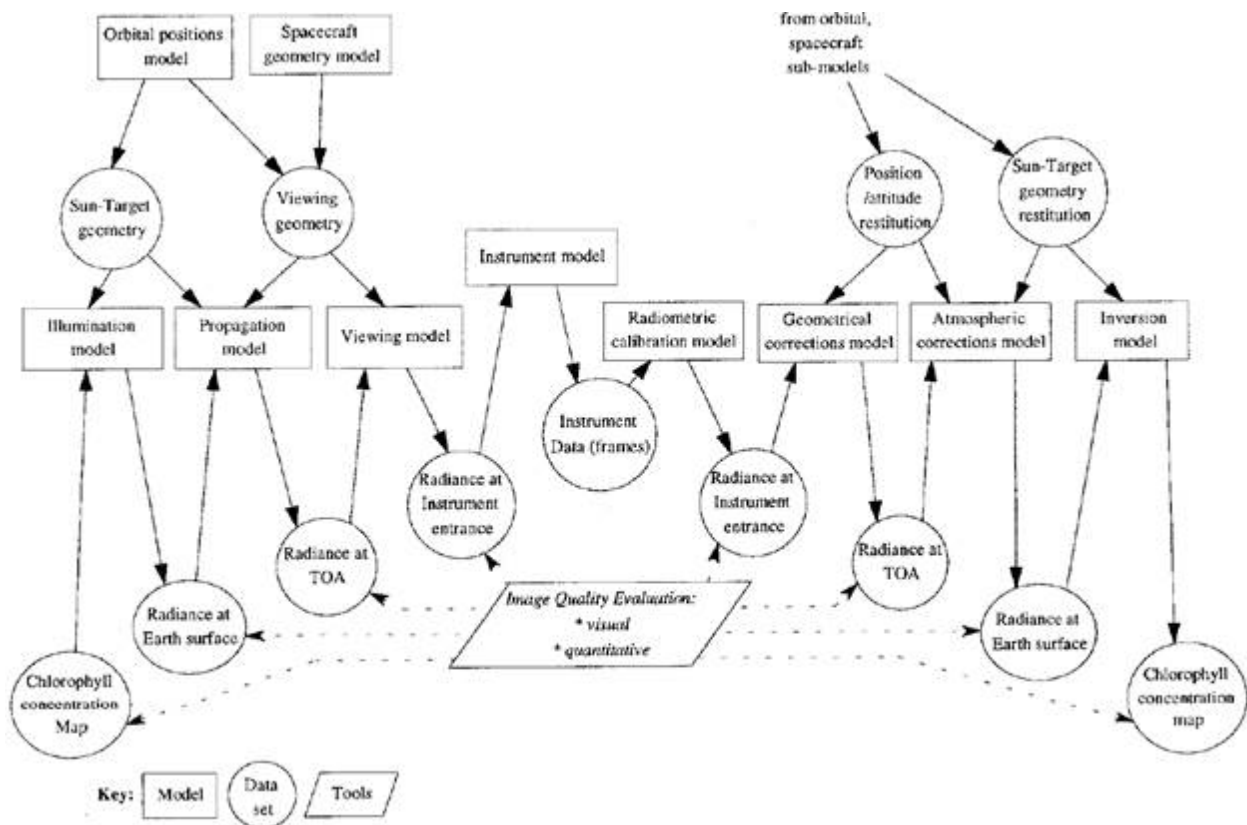 Orbital positions
model
Spacecraft
geometry model
from orbital,
spacecraft
sub-models
Sun-Target
geometry
Viewing
geometry
Position
/attitude
restitution
Sun-Target
geometry
restitution
Instrument model
Illumination
model
Propagation
model
Viewing model
Radiometric
calibration model
Geometrical
corrections model
Atmospheric
corrections model
Inversion
model
Instrument
Data (frames)
Radiance at
Instrument
entrance
Radiance at
Instrument
entrance
Radiance at
TOA
Radiance at
TOA
Image Quality Evaluation:
* visual
* quantitative
Radiance at
Earth surface
Radiance at
Earth surface
Chlorophyll
concentration
Map
Chlorophyll
concentration
map
Key:
Model
Data
set
Tools